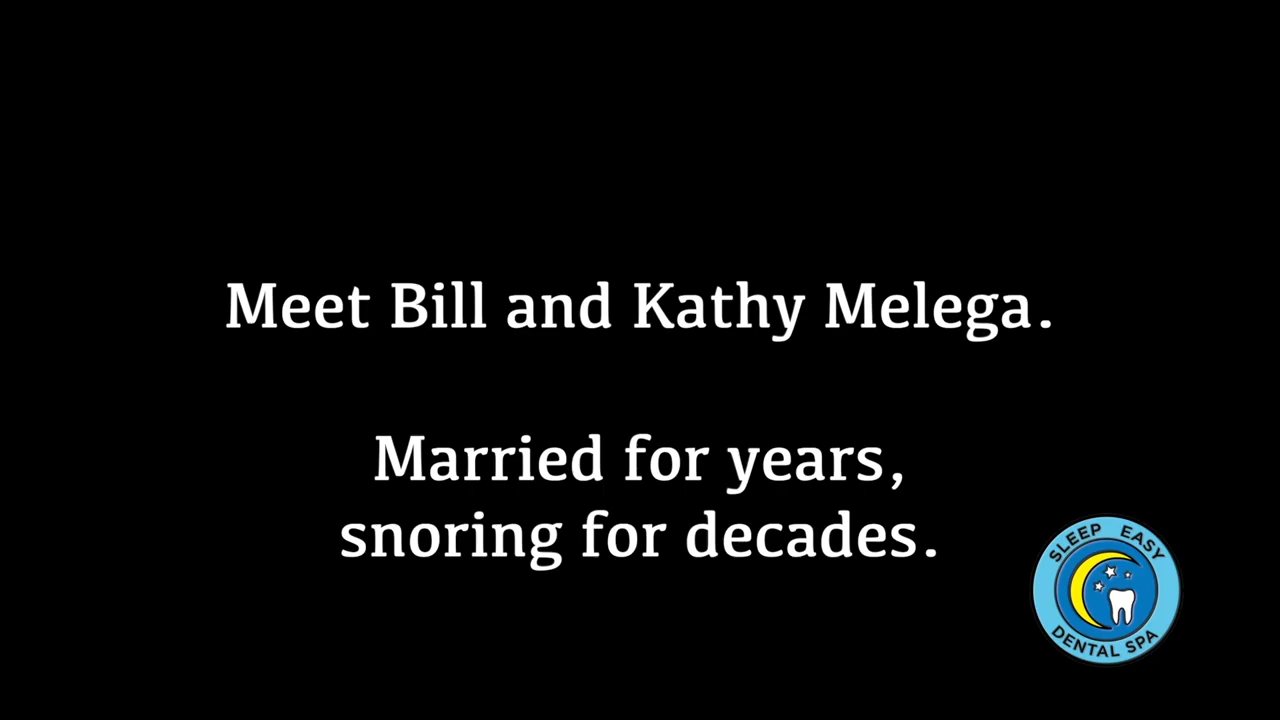 Meet Bill and Kathy Melega.
Married for years,
snoring for decades.
SLEEP EASY
DENTAL SPA